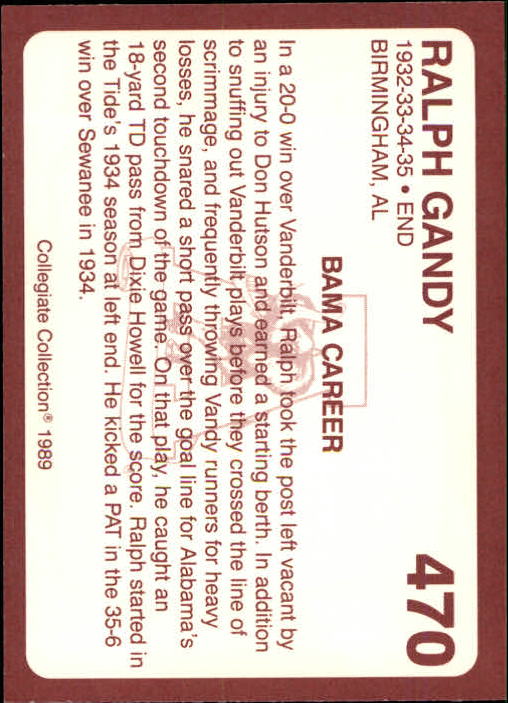 RALPH GANDY 470
1932-33-34-35 • END
BIRMINGHAM, AL
BAMA CAREER
In a 20-0 win over Vanderbilt, Ralph took the post left vacant by
an injury to Don Hutson and earned a starting berth. In addition
to snuffing out Vanderbilt plays before they crossed the line of
scrimmage, and frequently throwing Vandy runners for heavy
losses, he snared a short pass over the goal line for Alabama's
second touchdown of the game. On that play, he caught an
18-yard TD pass from Dixie Howell for the score. Ralph started in
the Tide's 1934 season at left end. He kicked a PAT in the 35-6
win over Sewanee in 1934.
Collegiate Collection® 1989